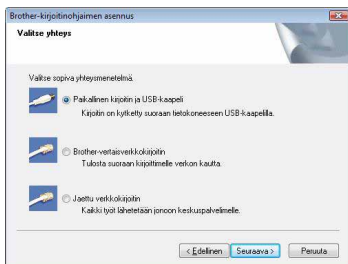 Brother-kirjoitinohjaimen asennus
Valitse yhteys
Valitse sopiva yhteysmenetelmä.
Paikallinen kirjoitin ja USB-kaapeli
Kirjoitin on kytketty suoraan tietokoneeseen USB-kaapelilla.
Brother-vertaisverkkokirjoitin
Tulosta suoraan kirjoittimelle verkon kautta.
Jaettu verkkokirjoitin
Kaikki työt lähetetään jonoon keskuspalvelimelle.
< Edellinen Seuraava > Peruuta